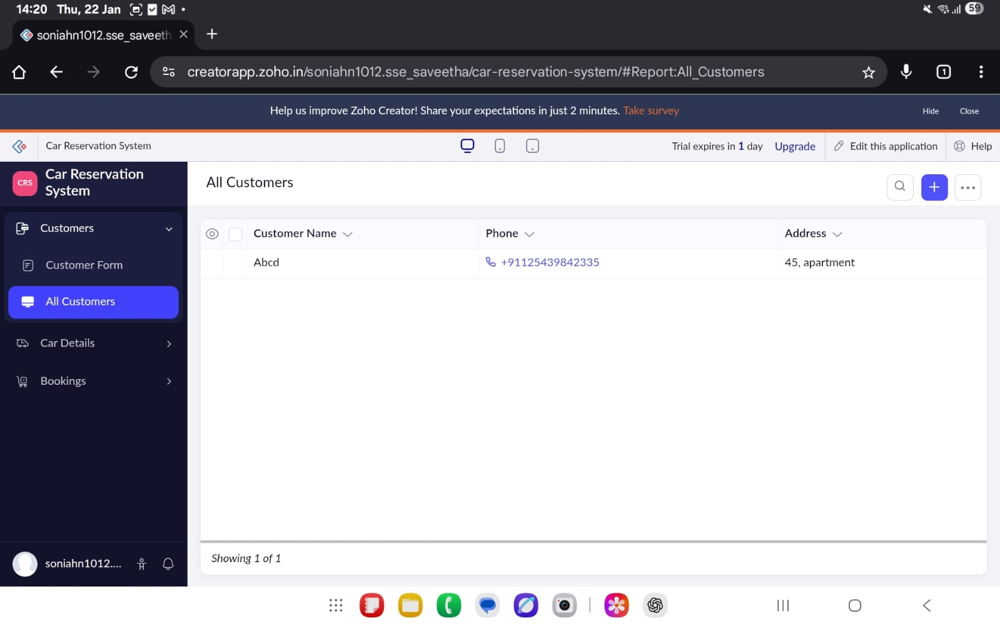 14:20 Thu, 22 Jan
59
soniahn1012.sse_saveeth
creatorapp.zoho.in/soniahn1012.sse_saveetha/car-reservation-system/#Report:All_Customers
1
Help us improve Zoho Creator! Share your expectations in just 2 minutes. Take survey
Hide
Close
Car Reservation System
Trial expires in 1 day
Upgrade
Edit this application
Help
CRS
Car Reservation
System
All Customers
Customers
Customer Form
All Customers
Car Details
Bookings
Customer Name
Phone
Address
Abcd
+91125439842335
45, apartment
Showing 1 of 1
soniahn1012....